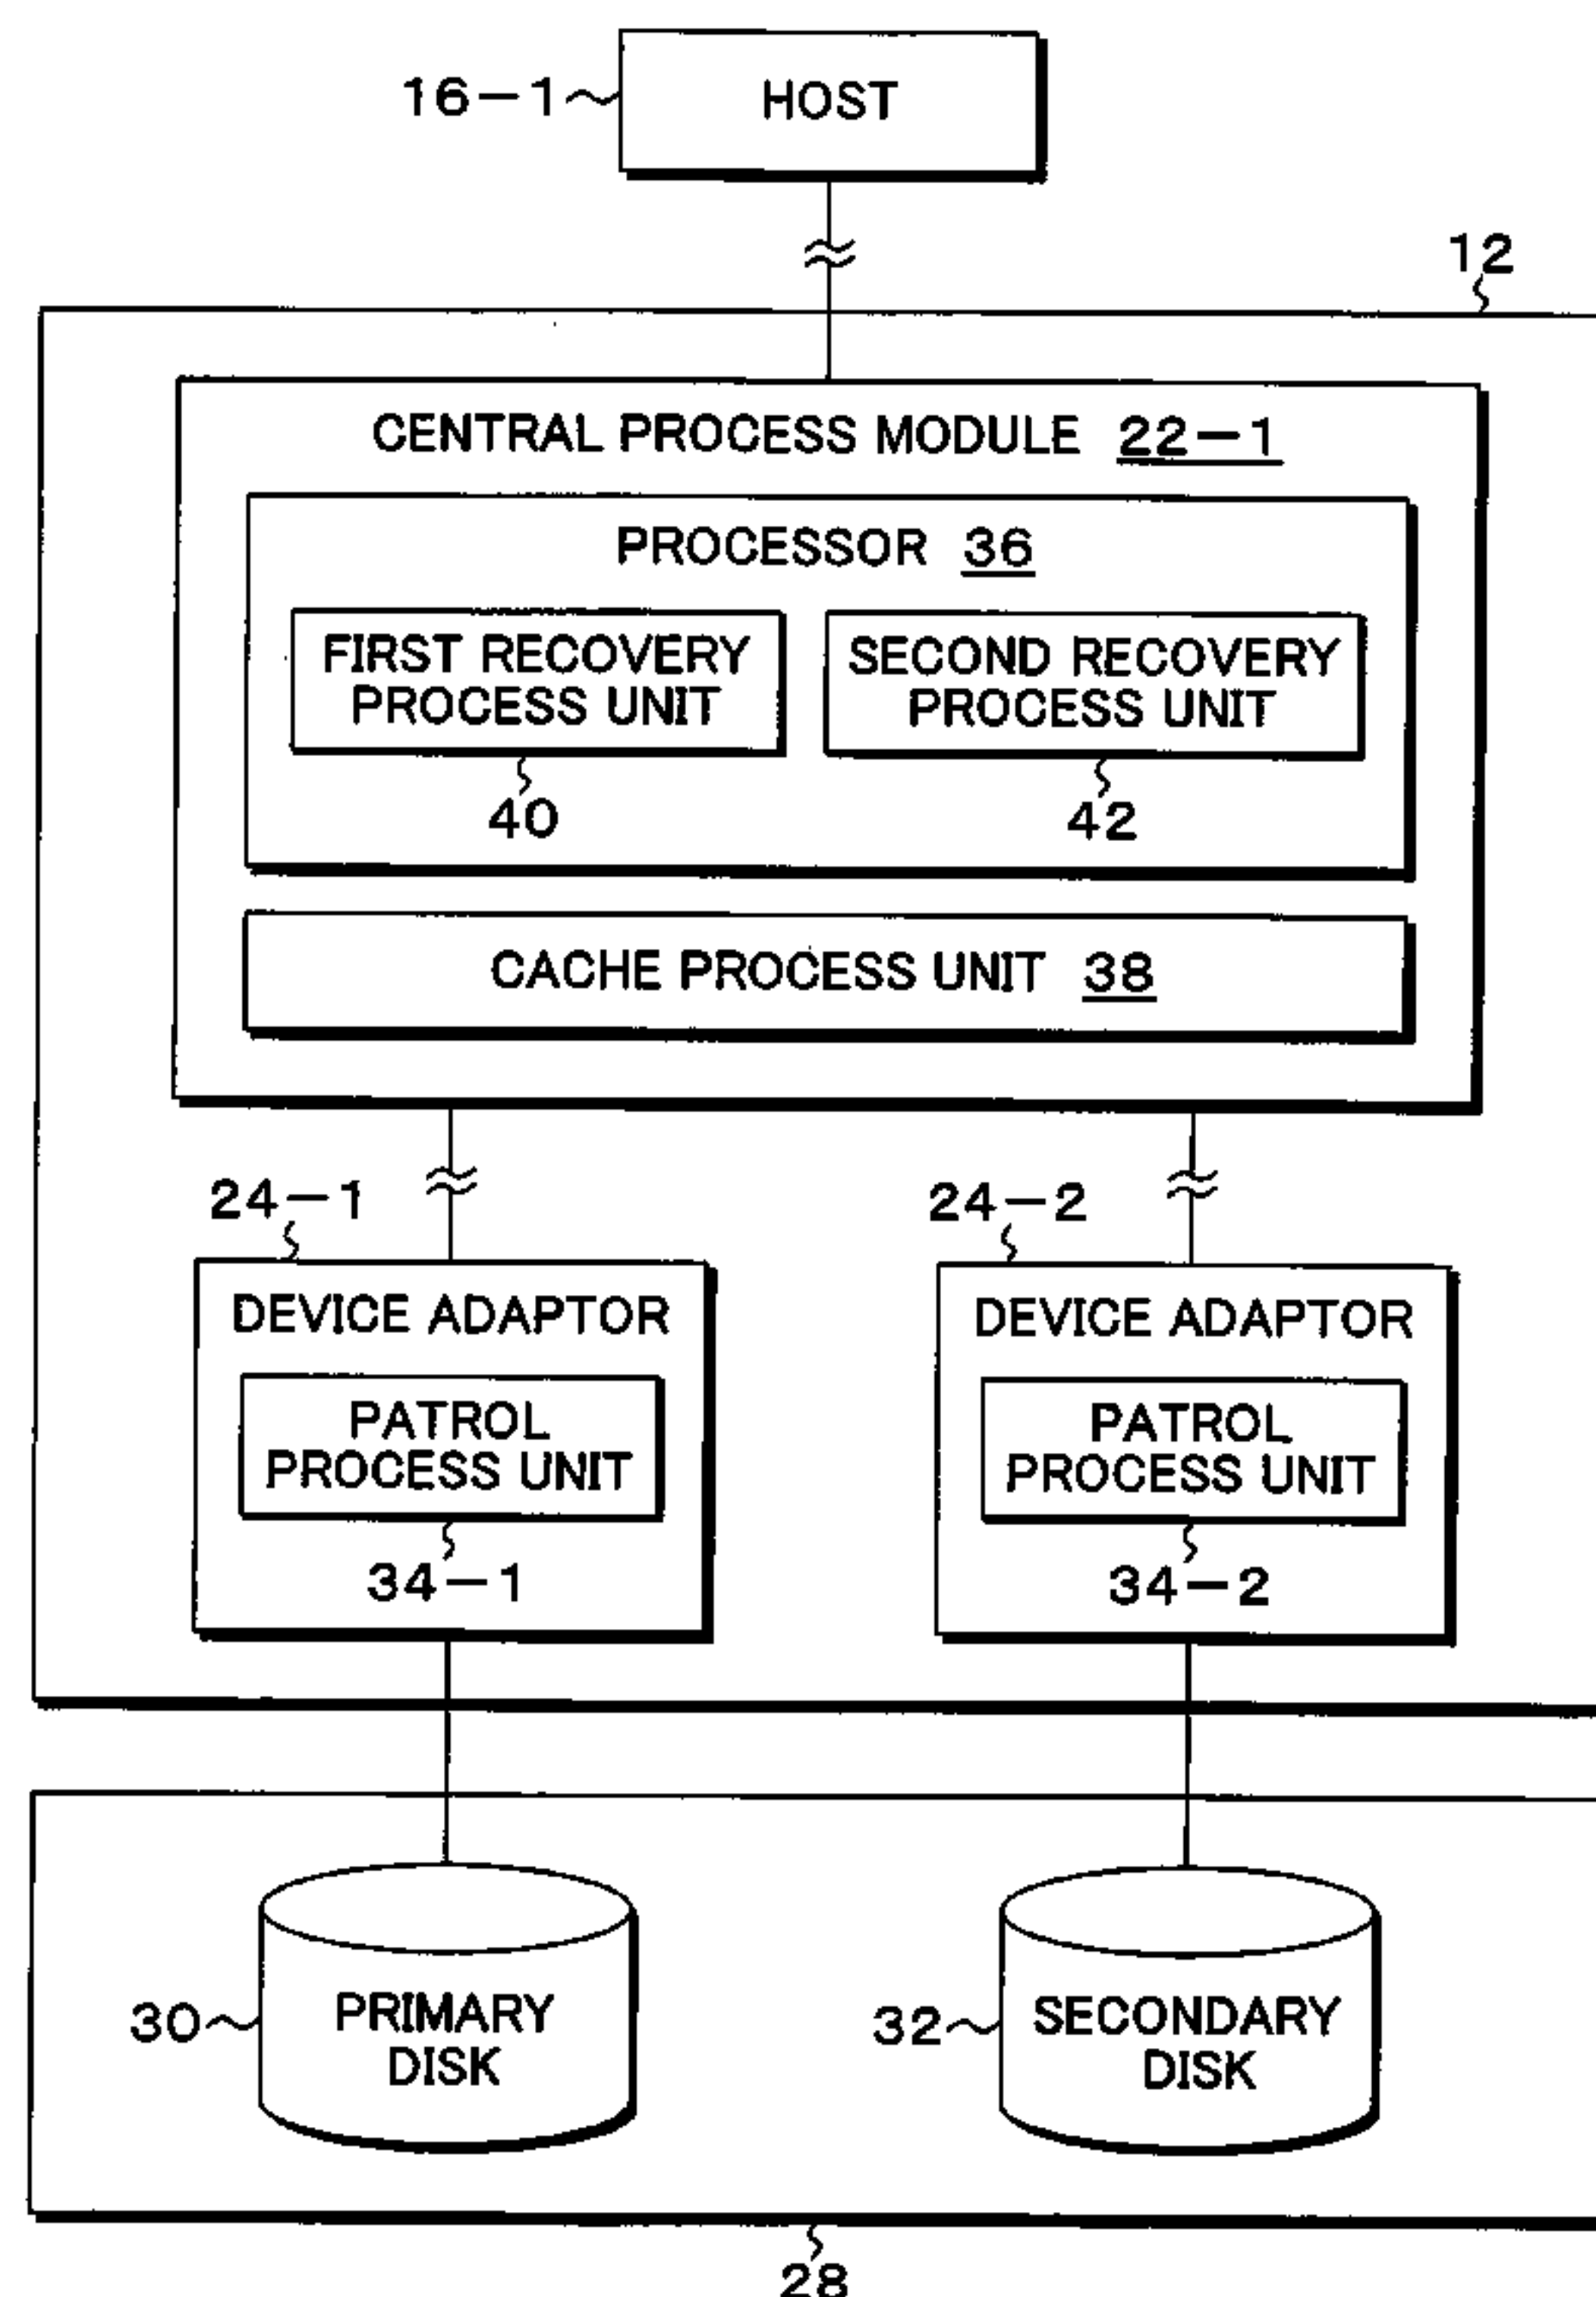 16-1
HOST
12
CENTRAL PROCESS MODULE 22-1
PROCESSOR 36
FIRST RECOVERY
PROCESS UNIT
SECOND RECOVERY
PROCESS UNIT
40
42
CACHE PROCESS UNIT 38
24-1
24-2
DEVICE ADAPTOR
DEVICE ADAPTOR
PATROL
PROCESS UNIT
PATROL
PROCESS UNIT
34-1
34-2
30
PRIMARY
DISK
32
SECONDARY
DISK
28